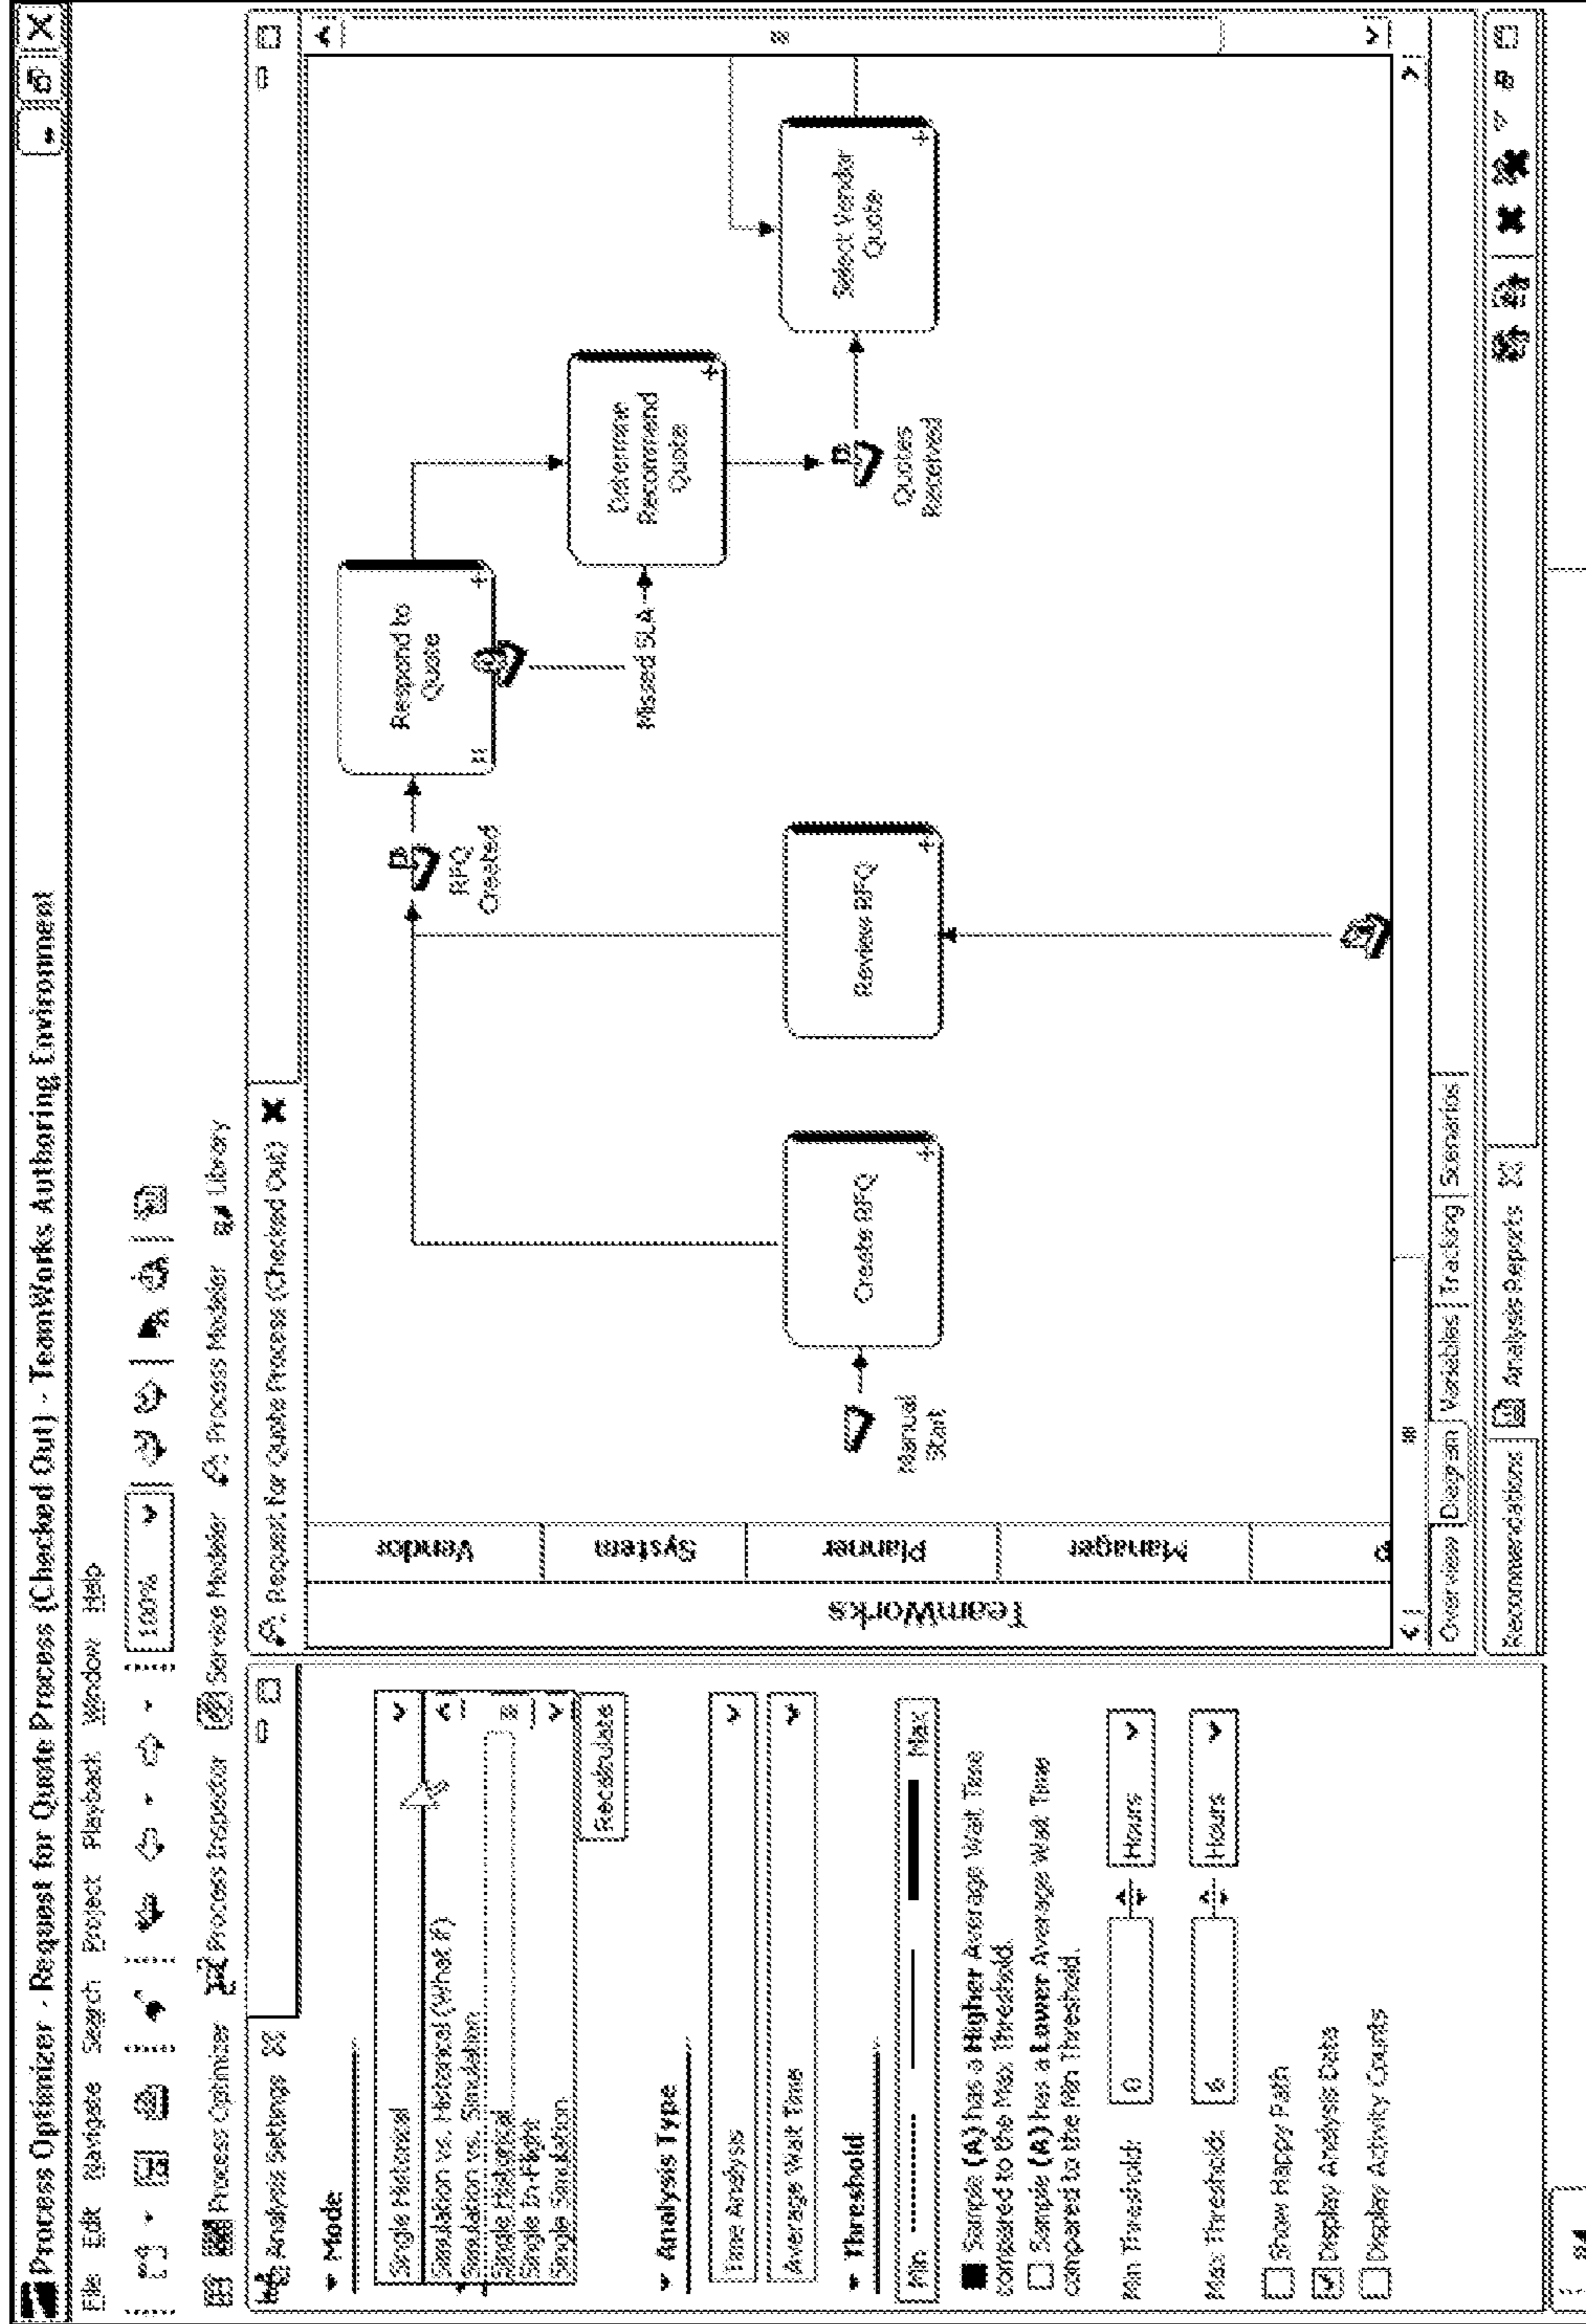 Process Optimizer - Request for Quote Process (Checked Out) - TeamWorks Authoring Environment
File Edit Navigate Search Project Playback Window Help
100%
Process Optimizer Process Inspector Service Modeler Process Modeler Library
Analysis Settings
Mode
Single Historical
Simulation vs. Historical (What if)
Simulation vs. Simulation
Single Historical
Single In-Flight
Single Simulation
Recalculate
Analysis Type
Time Analysis
Average Wait Time
Threshold
Min Max
Sample (A) has a Higher Average Wait Time
compared to the Max Threshold.
Sample (A) has a Lower Average Wait Time
compared to the Min Threshold.
Min Threshold: 0 Hours
Max Threshold: 6 Hours
Show Happy Path
Display Analysis Data
Display Activity Counts
Request for Quote Process (Checked Out)
TeamWorks
Vendor
System
Planner
Manager
Manual
Start
Create RFQ
Review RFQ
RFQ
Created
Respond to
Quote
Missed SLA
Determine
Recommend
Quote
Quotes
Received
Select Vendor
Quote
Overview Diagram Variables Tracking Scenarios
Recommendations Analysis Reports